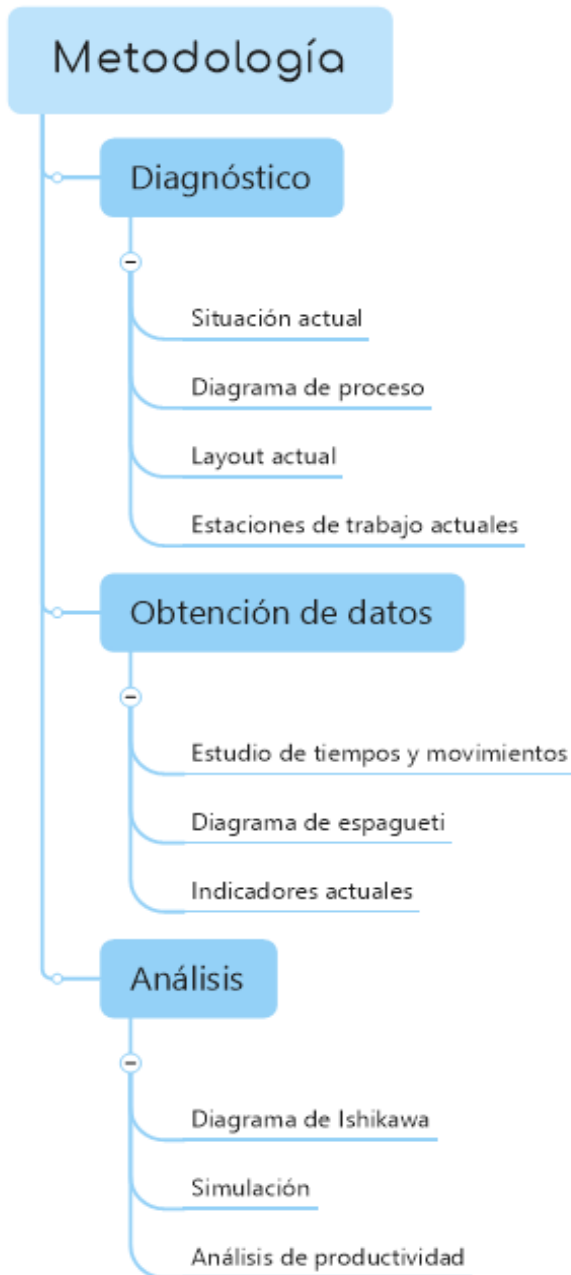 Metodología
Diagnóstico
Situación actual
Diagrama de proceso
Layout actual
Estaciones de trabajo actuales
Obtención de datos
Estudio de tiempos y movimientos
Diagrama de espagueti
Indicadores actuales
Análisis
Diagrama de Ishikawa
Simulación
Análisis de productividad